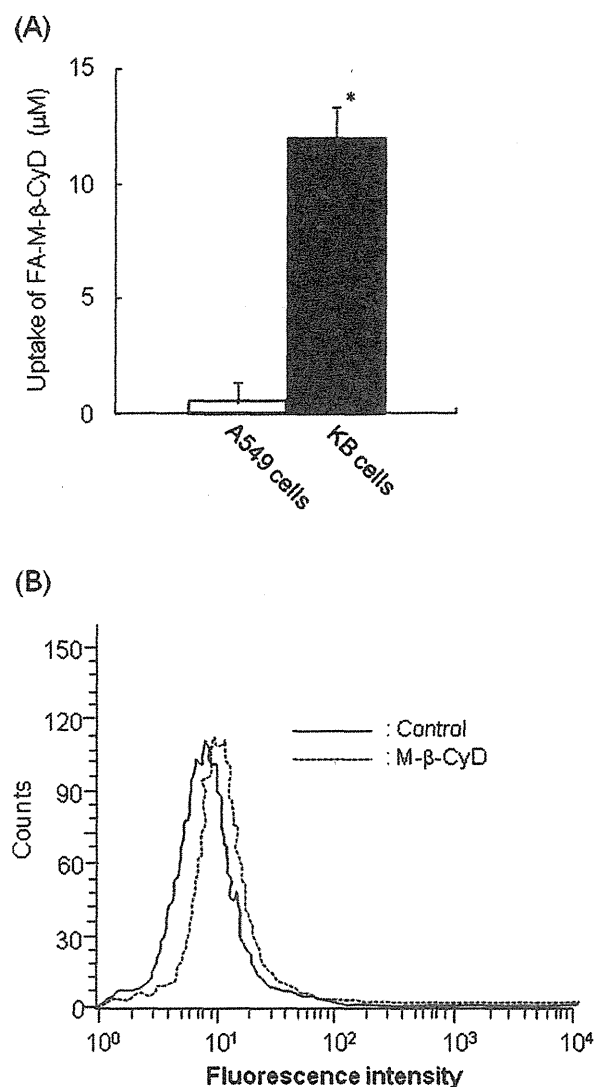 (A)
Uptake of FA-M-β-CyD (μM)
15
10
5
0
*
A549 cells
KB cells
(B)
Counts
150
120
90
60
30
0
: Control
: M-β-CyD
10⁰
10¹
10²
10³
10⁴
Fluorescence intensity